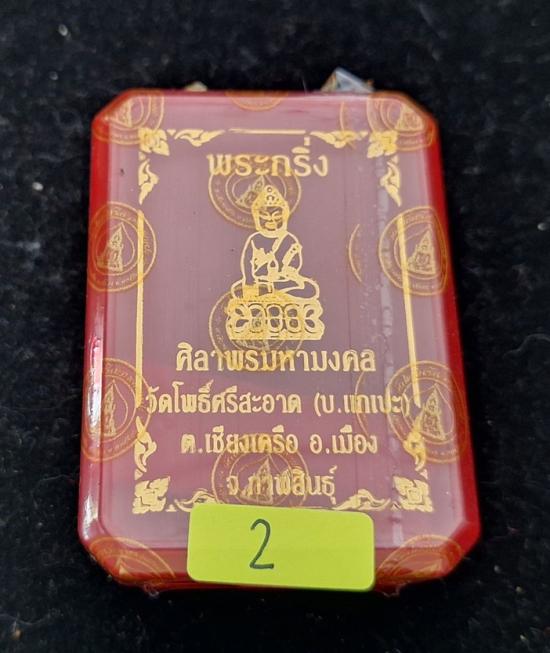 พระกริ่ง
ศิลาพรมหามงคล
วัดโพธิ์ศรีสะอาด (บ.แกเปะ)
ต.เชียงเครือ อ.เมือง
จ.กาฬสินธุ์
2